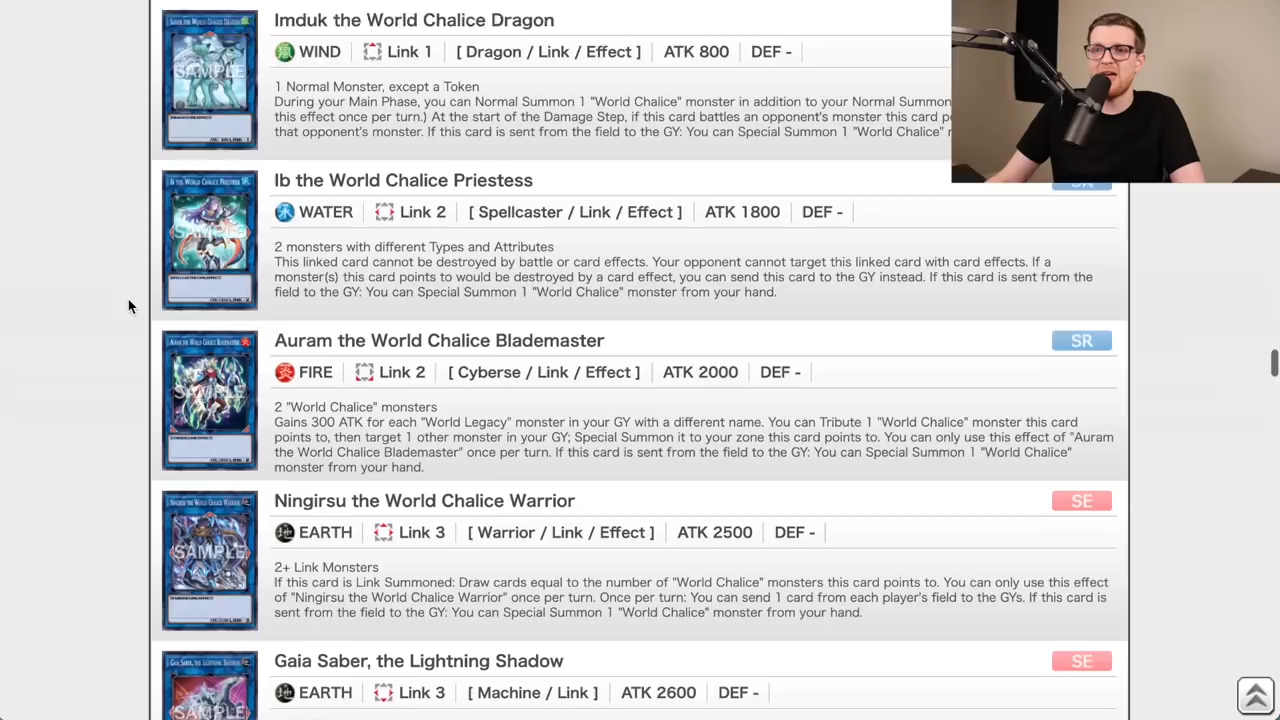 Imduk the World Chalice Dragon
WIND Link 1 [ Dragon / Link / Effect ] ATK 800 DEF -
1 Normal Monster, except a Token
During your Main Phase, you can Normal Summon 1 "World Chalice" monster in addition to your Normal Summon
this effect once per turn.) At the start of the Damage Step, if this card battles an opponent's monster this card po
that opponent's monster. If this card is sent from the field to the GY: You can Special Summon 1 "World Chalice"
Ib the World Chalice Priestess
WATER Link 2 [ Spellcaster / Link / Effect ] ATK 1800 DEF -
2 monsters with different Types and Attributes
This linked card cannot be destroyed by battle or card effects. Your opponent cannot target this linked card with card effects. If a
monster(s) this card points to would be destroyed by card effect, you can send this card to the GY instead. If this card is sent from the
field to the GY: You can Special Summon 1 "World Chalice" monster from your hand.
Auram the World Chalice Blademaster
SR
FIRE Link 2 [ Cyberse / Link / Effect ] ATK 2000 DEF -
2 "World Chalice" monsters
Gains 300 ATK for each "World Legacy" monster in your GY with a different name. You can Tribute 1 "World Chalice" monster this card
points to, then target 1 other monster in your GY; Special Summon it to your zone this card points to. You can only use this effect of "Auram
the World Chalice Blademaster" once per turn. If this card is sent from the field to the GY: You can Special Summon 1 "World Chalice"
monster from your hand.
Ningirsu the World Chalice Warrior
SE
EARTH Link 3 [ Warrior / Link / Effect ] ATK 2500 DEF -
2+ Link Monsters
If this card is Link Summoned: Draw cards equal to the number of "World Chalice" monsters this card points to. You can only use this effect
of "Ningirsu the World Chalice Warrior" once per turn. Once per turn: You can send 1 card from each player's field to the GYs. If this card is
sent from the field to the GY: You can Special Summon 1 "World Chalice" monster from your hand.
Gaia Saber, the Lightning Shadow
SE
EARTH Link 3 [ Machine / Link ] ATK 2600 DEF -
SAMPLE
SAMPLE
SAMPLE
SAMPLE
SAMPLE